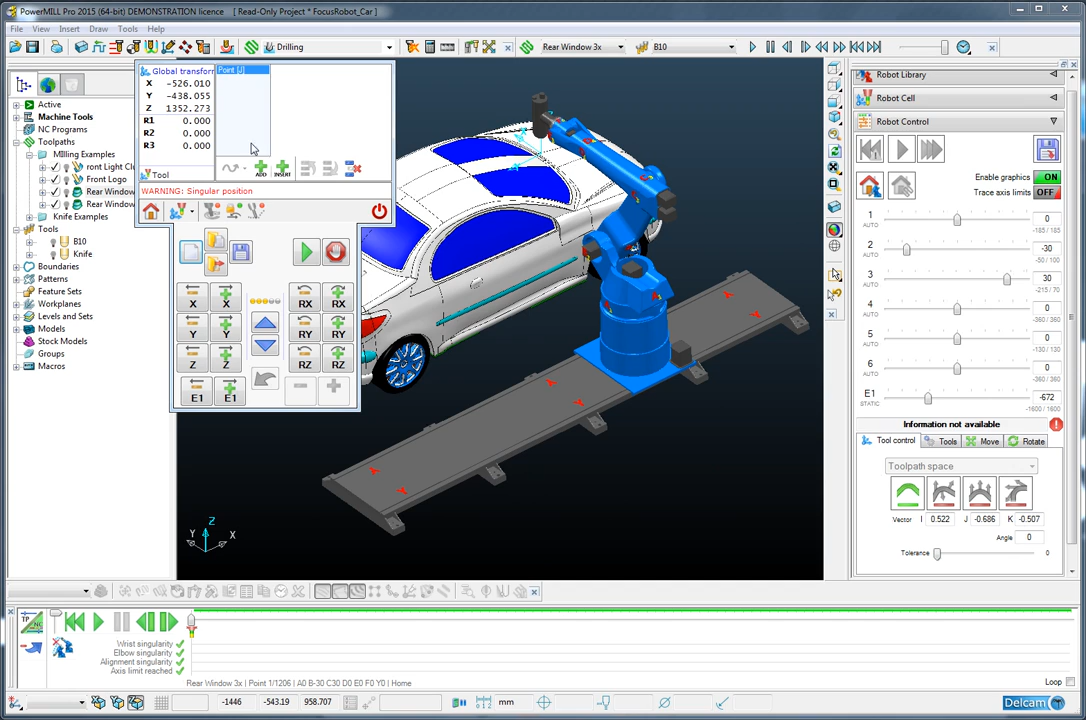 PowerMILL Pro 2015 (64-bit) DEMONSTRATION licence [ Read-Only Project * FocusRobot_Car ]
File View Insert Draw Tools Help
Drilling Rear Window 3x B10
Active
Machine Tools
NC Programs
Toolpaths
Milling Examples
ront Light Cl
Front Logo
Rear Window
Rear Window
Knife Examples
Tools
B10
Knife
Boundaries
Patterns
Feature Sets
Workplanes
Levels and Sets
Models
Stock Models
Groups
Macros
Global transform
Point [J]
X -526.010
Y -438.055
Z 1352.273
R1 0.000
R2 0.000
R3 0.000
Tool
ADD INSERT
WARNING: Singular position
X X RX RX
Y Y RY RY
Z Z RZ RZ
E1 E1
Z
Y
X
Robot Library
Robot Cell
Robot Control
Enable graphics ON
Trace axis limits OFF
1 0
AUTO -185 / 185
2 -30
AUTO -50 / 100
3 30
AUTO -215 / 70
4 0
AUTO -360 / 360
5 0
AUTO -130 / 130
6 0
AUTO -360 / 360
E1 -672
STATIC -1600 / 1600
Information not available
Tool control Tools Move Rotate
Toolpath space
Vector I 0.522 J -0.686 K -0.507
Angle 0
Tolerance 0
TP
NC
Wrist singularity
Elbow singularity
Alignment singularity
Axis limit reached
Rear Window 3x | Point 1/1206 | A0 B-30 C30 D0 E0 F0 Y0 | Home
Loop
-1446 -543.19 958.707 mm
Delcam